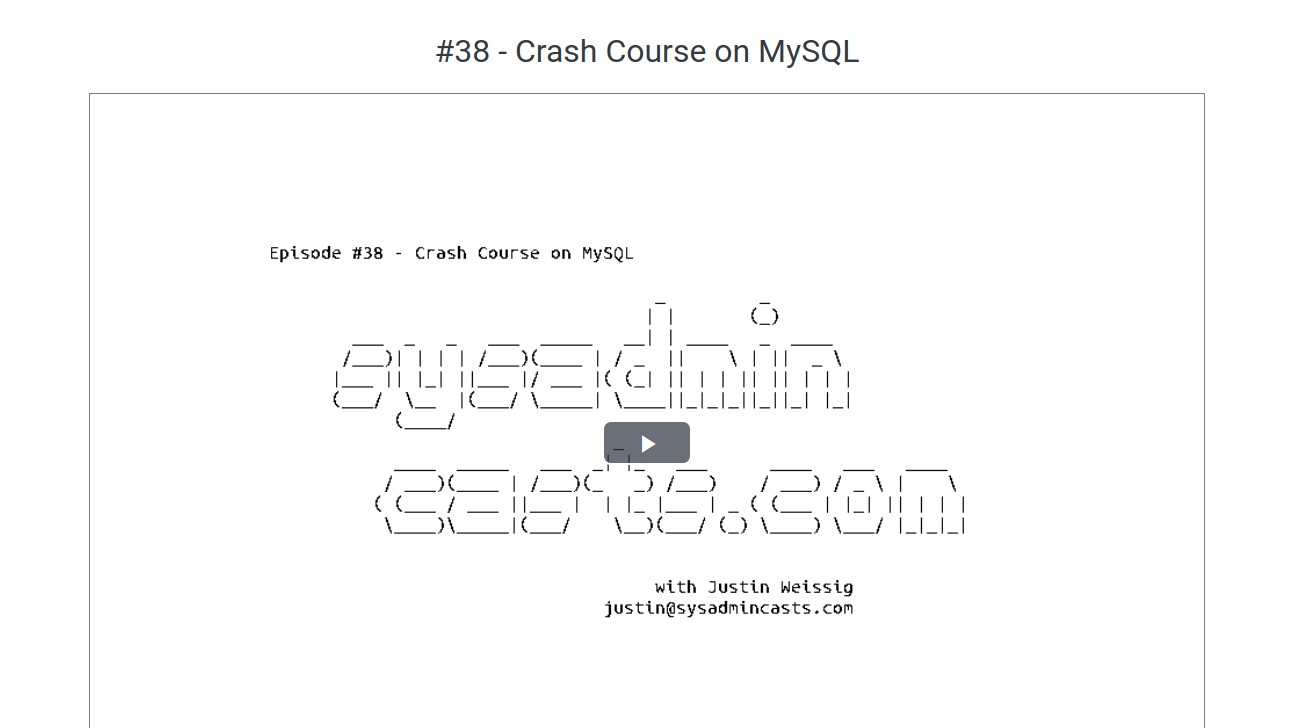 #38 - Crash Course on MySQL
Episode #38 - Crash Course on MySQL
sysadmin
casts.com
with Justin Weissig
justin@sysadmincasts.com